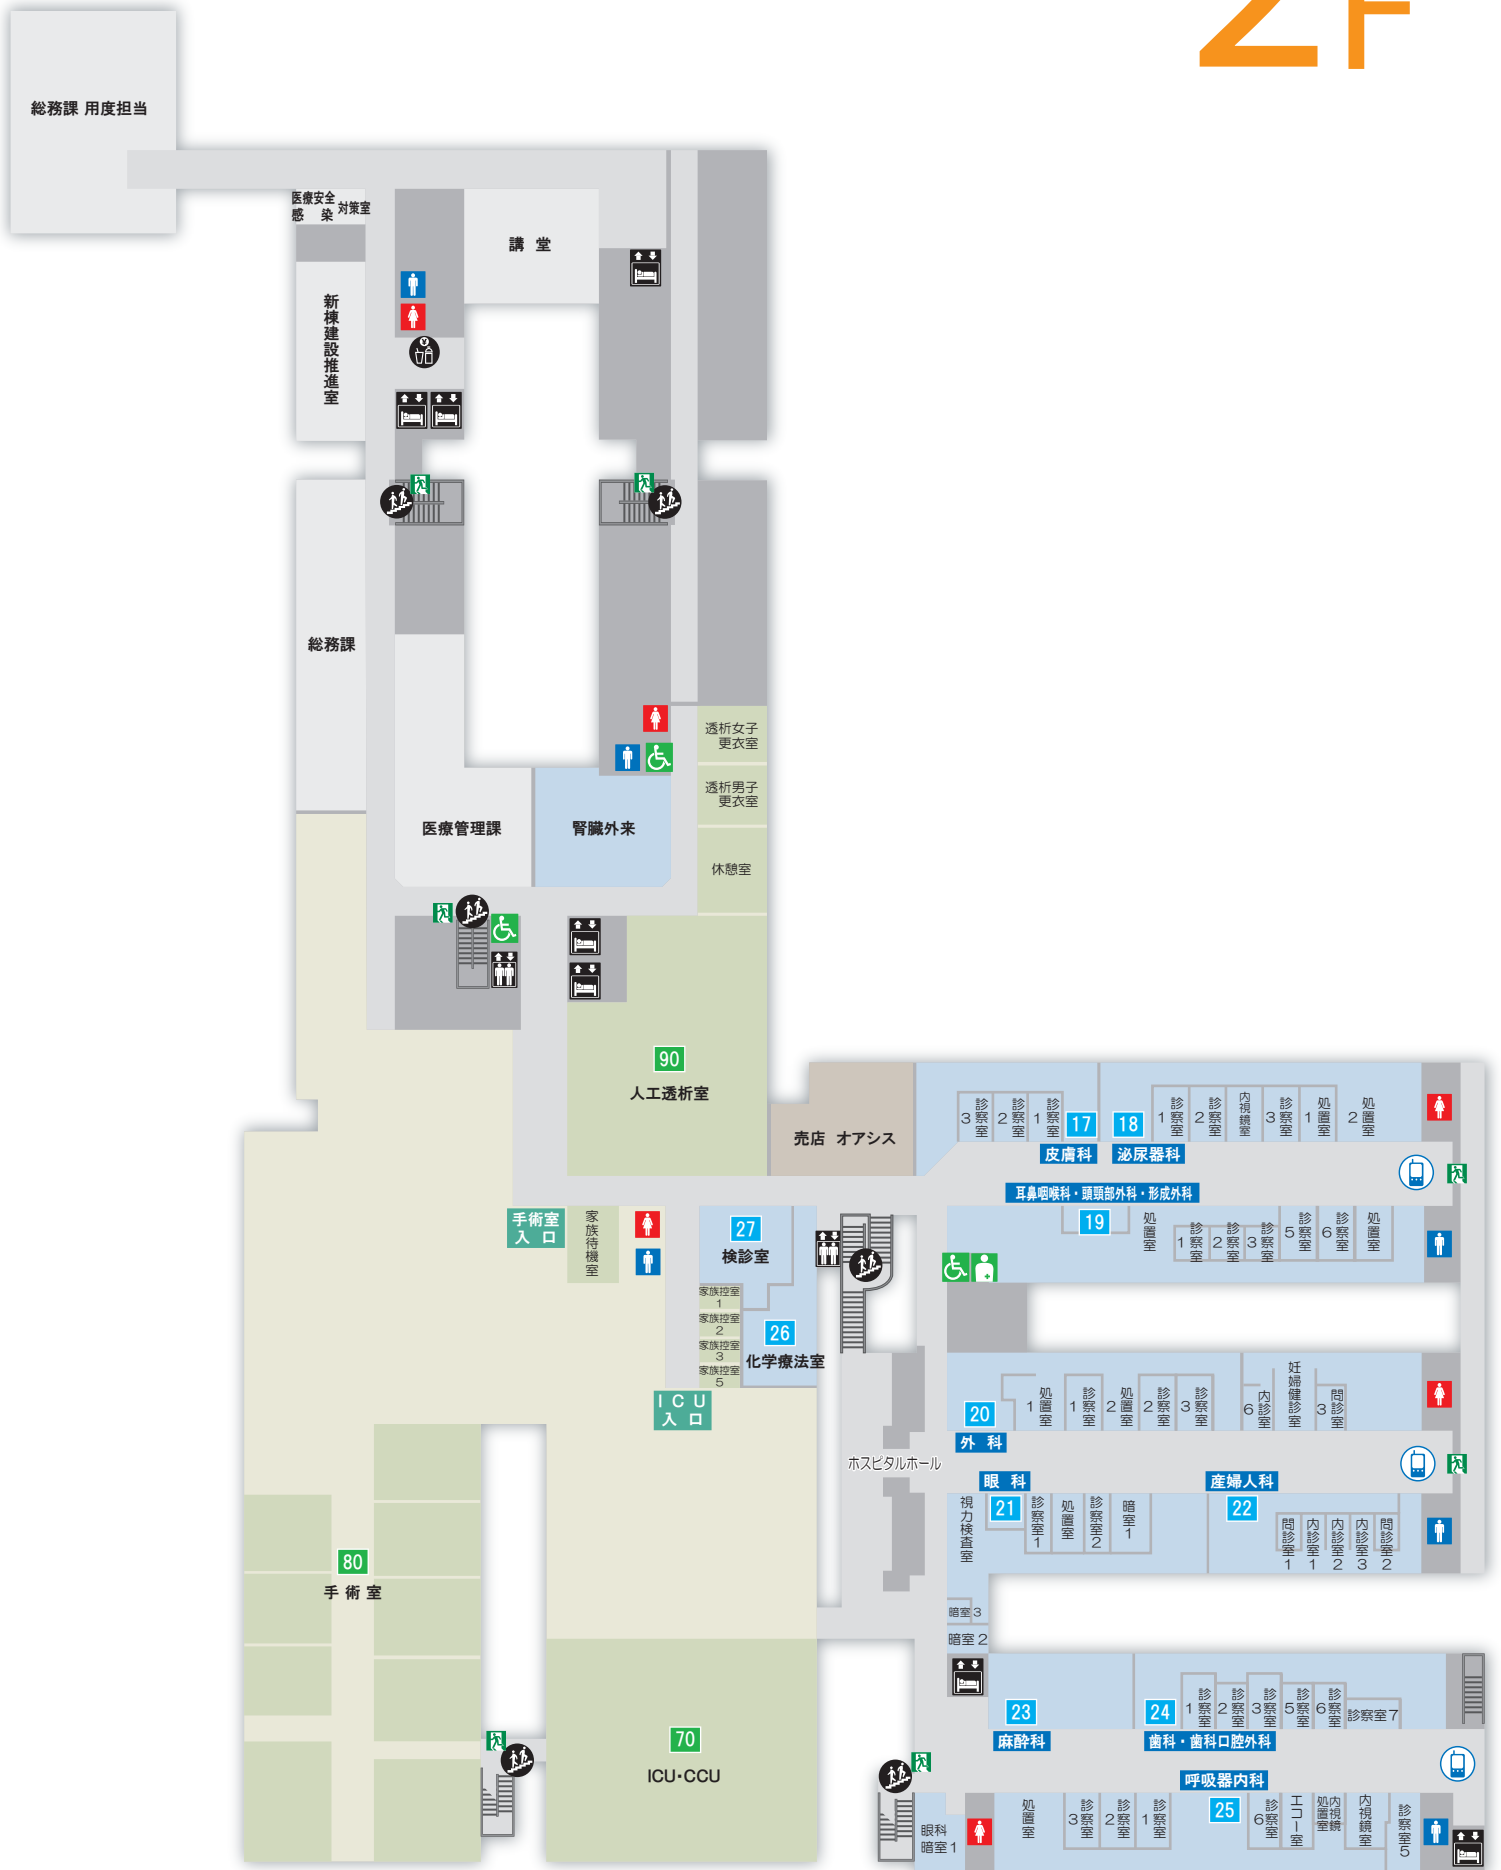 2F
総務課 用度担当
医療安全
感 染
対策室
講 堂
新棟建設推進室
総務課
透析女子
更衣室
透析男子
更衣室
医療管理課
腎臓外来
休憩室
90
人工透析室
売店 オアシス
診察室3
診察室2
診察室1
17
皮膚科
18
泌尿器科
診察室1
診察室2
内視鏡室
診察室3
処置室1
処置室2
耳鼻咽喉科・頭頸部外科・形成外科
19
処置室
診察室1
診察室2
診察室3
診察室5
診察室6
処置室
手術室
入 口
家族待機室
27
検診室
家族控室
1
家族控室
2
家族控室
3
家族控室
5
26
化学療法室
ICU
入 口
20
外 科
処置室1
診察室1
処置室2
診察室2
診察室3
内診室6
妊婦健診室
問診室3
ホスピタルホール
眼 科
21
視力検査室
診察室1
処置室
診察室2
暗室1
産婦人科
22
問診室1
内診室1
内診室2
内診室3
問診室2
80
手 術 室
暗室3
暗室2
23
麻酔科
24
歯科・歯科口腔外科
診察室1
診察室2
診察室3
診察室5
診察室6
診察室7
70
ICU・CCU
呼吸器内科
25
眼科
暗室1
処置室
診察室3
診察室2
診察室1
診察室6
エコー室
内視鏡
処置室
内視鏡室
診察室5